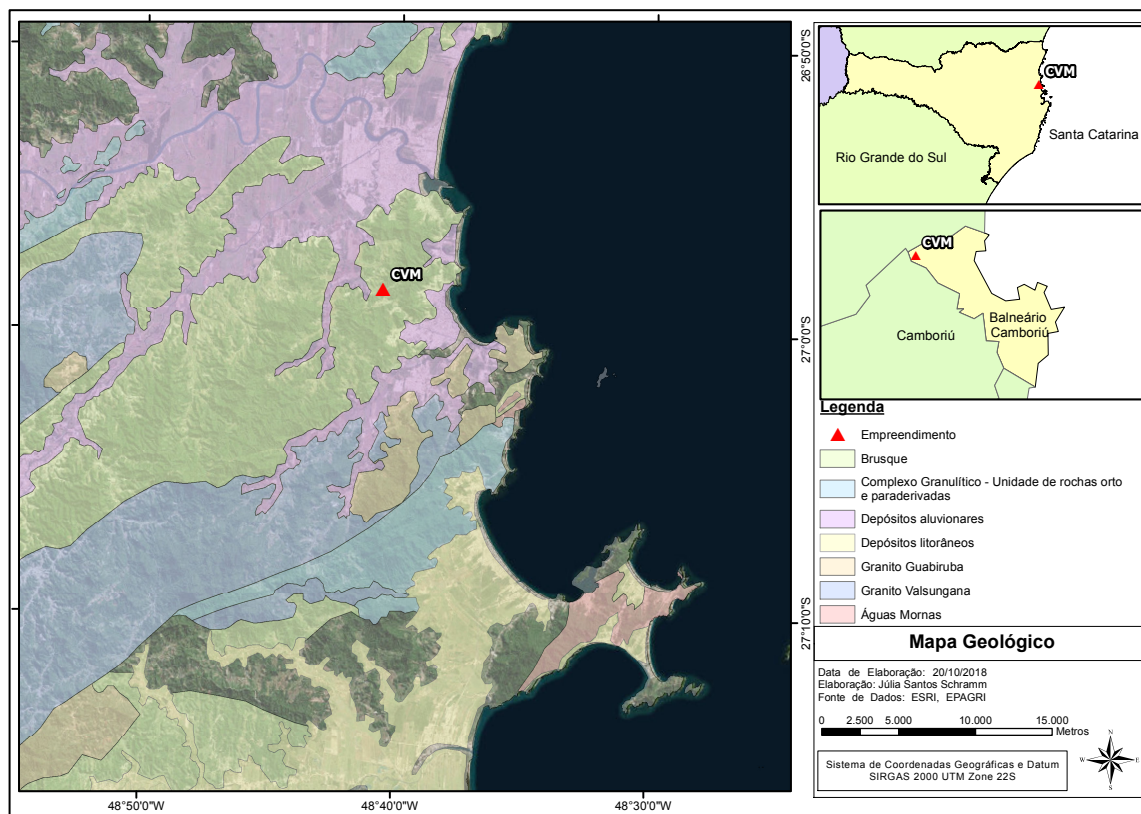 CVM
26°50'0"S
27°0'0"S
27°10'0"S
48°50'0"W
48°40'0"W
48°30'0"W
CVM
Santa Catarina
Rio Grande do Sul
CVM
Balneário
Camboriú
Camboriú
Legenda
Empreendimento
Brusque
Complexo Granulítico - Unidade de rochas orto
e paraderivadas
Depósitos aluvionares
Depósitos litorâneos
Granito Guabiruba
Granito Valsungana
Águas Mornas
Mapa Geológico
Data de Elaboração: 20/10/2018
Elaboração: Júlia Santos Schramm
Fonte de Dados: ESRI, EPAGRI
0 2.500 5.000 10.000 15.000
Metros
Sistema de Coordenadas Geográficas e Datum
SIRGAS 2000 UTM Zone 22S
N
W E
S